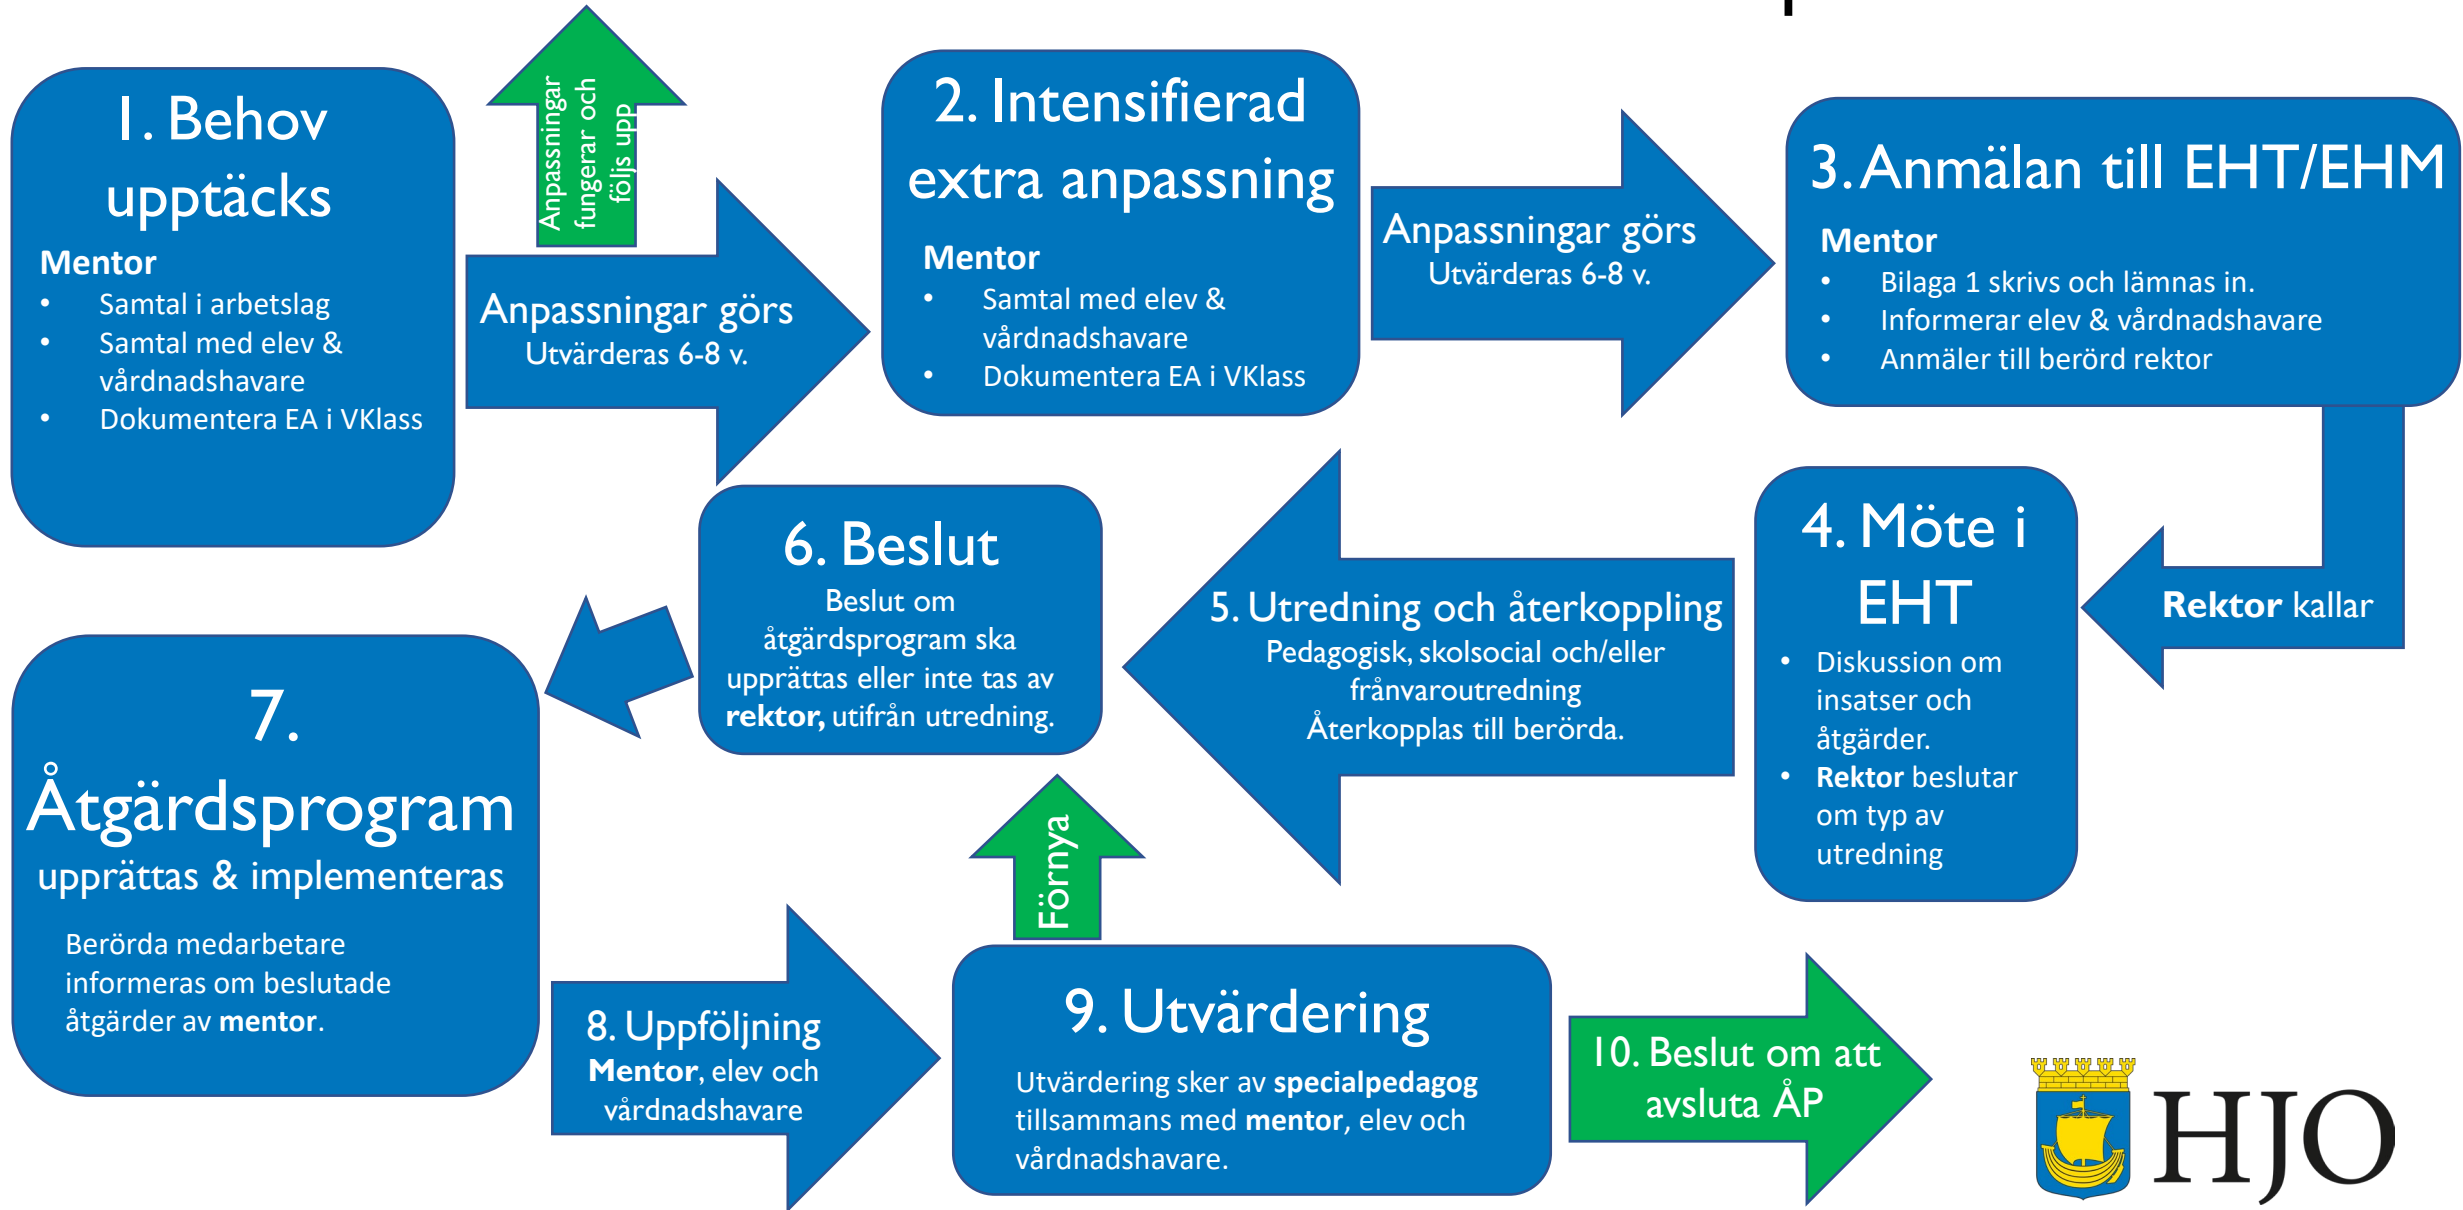 1. Behov
upptäcks
Mentor
• Samtal i arbetslag
• Samtal med elev &
vårdnadshavare
• Dokumentera EA i VKlass
Anpassningar
fungerar och
följs upp
Anpassningar görs
Utvärderas 6-8 v.
2. Intensifierad
extra anpassning
Mentor
• Samtal med elev &
vårdnadshavare
• Dokumentera EA i VKlass
Anpassningar görs
Utvärderas 6-8 v.
3. Anmälan till EHT/EHM
Mentor
• Bilaga 1 skrivs och lämnas in.
• Informerar elev & vårdnadshavare
• Anmäler till berörd rektor
Rektor kallar
4. Möte i
EHT
• Diskussion om
insatser och
åtgärder.
• Rektor beslutar
om typ av
utredning
5. Utredning och återkoppling
Pedagogisk, skolsocial och/eller
frånvaroutredning
Återkopplas till berörda.
6. Beslut
Beslut om
åtgärdsprogram ska
upprättas eller inte tas av
rektor, utifrån utredning.
7.
Åtgärdsprogram
upprättas & implementeras
Berörda medarbetare
informeras om beslutade
åtgärder av mentor.
8. Uppföljning
Mentor, elev och
vårdnadshavare
Förnya
9. Utvärdering
Utvärdering sker av specialpedagog
tillsammans med mentor, elev och
vårdnadshavare.
10. Beslut om att
avsluta ÅP
HJO